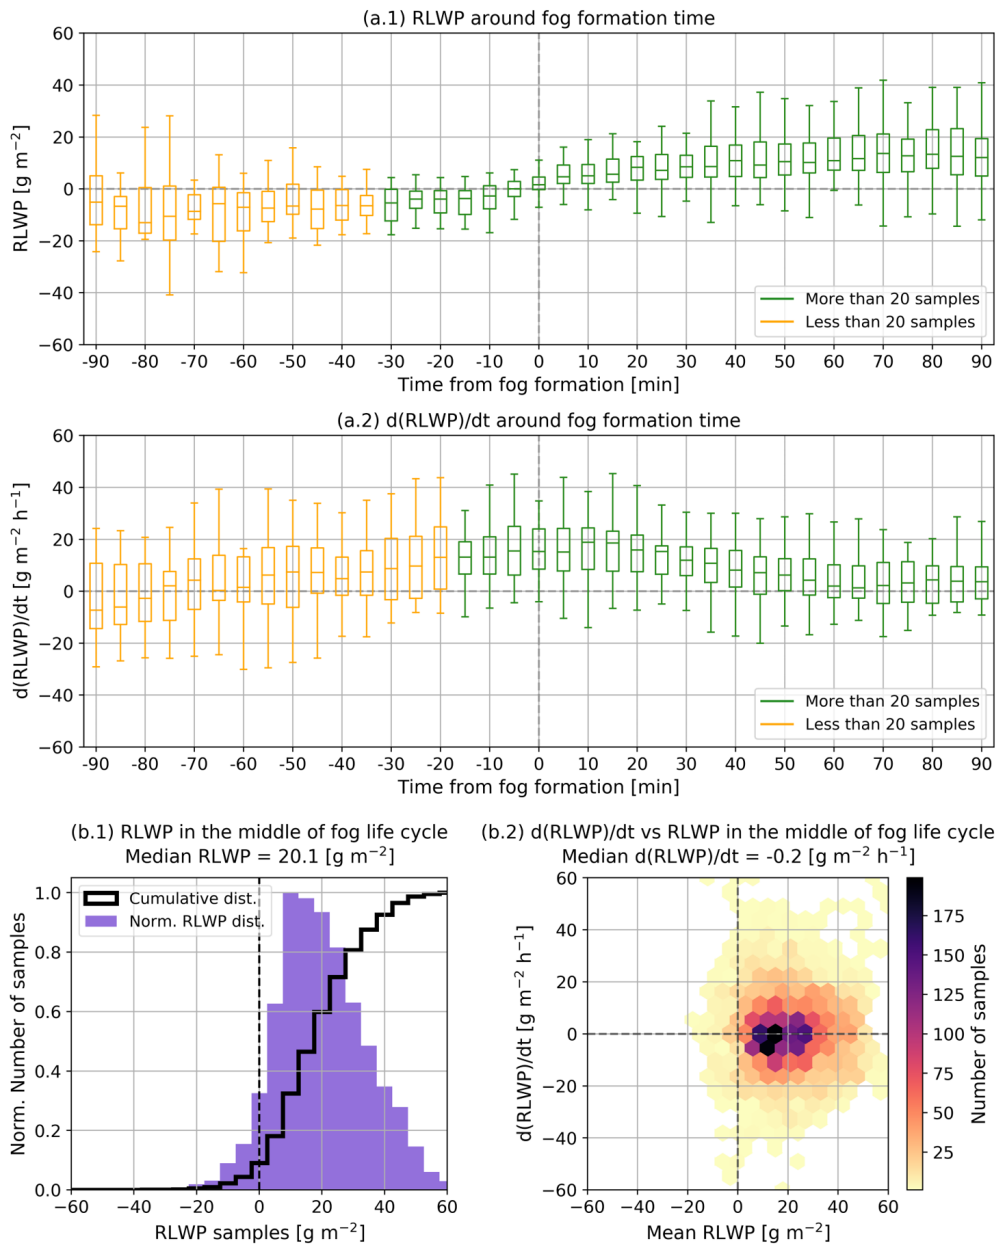 (a.1) RLWP around fog formation time
60
40
20
0
−20
−40
−60
RLWP [g m⁻²]
More than 20 samples
Less than 20 samples
-90 -80 -70 -60 -50 -40 -30 -20 -10 0 10 20 30 40 50 60 70 80 90
Time from fog formation [min]
(a.2) d(RLWP)/dt around fog formation time
60
40
20
0
−20
−40
−60
d(RLWP)/dt [g m⁻² h⁻¹]
More than 20 samples
Less than 20 samples
-90 -80 -70 -60 -50 -40 -30 -20 -10 0 10 20 30 40 50 60 70 80 90
Time from fog formation [min]
(b.1) RLWP in the middle of fog life cycle
Median RLWP = 20.1 [g m⁻²]
1.0
0.8
0.6
0.4
0.2
0.0
Norm. Number of samples
Cumulative dist.
Norm. RLWP dist.
−60 −40 −20 0 20 40 60
RLWP samples [g m⁻²]
(b.2) d(RLWP)/dt vs RLWP in the middle of fog life cycle
Median d(RLWP)/dt = -0.2 [g m⁻² h⁻¹]
60
40
20
0
−20
−40
−60
d(RLWP)/dt [g m⁻² h⁻¹]
−60 −40 −20 0 20 40 60
Mean RLWP [g m⁻²]
175
150
125
100
75
50
25
Number of samples